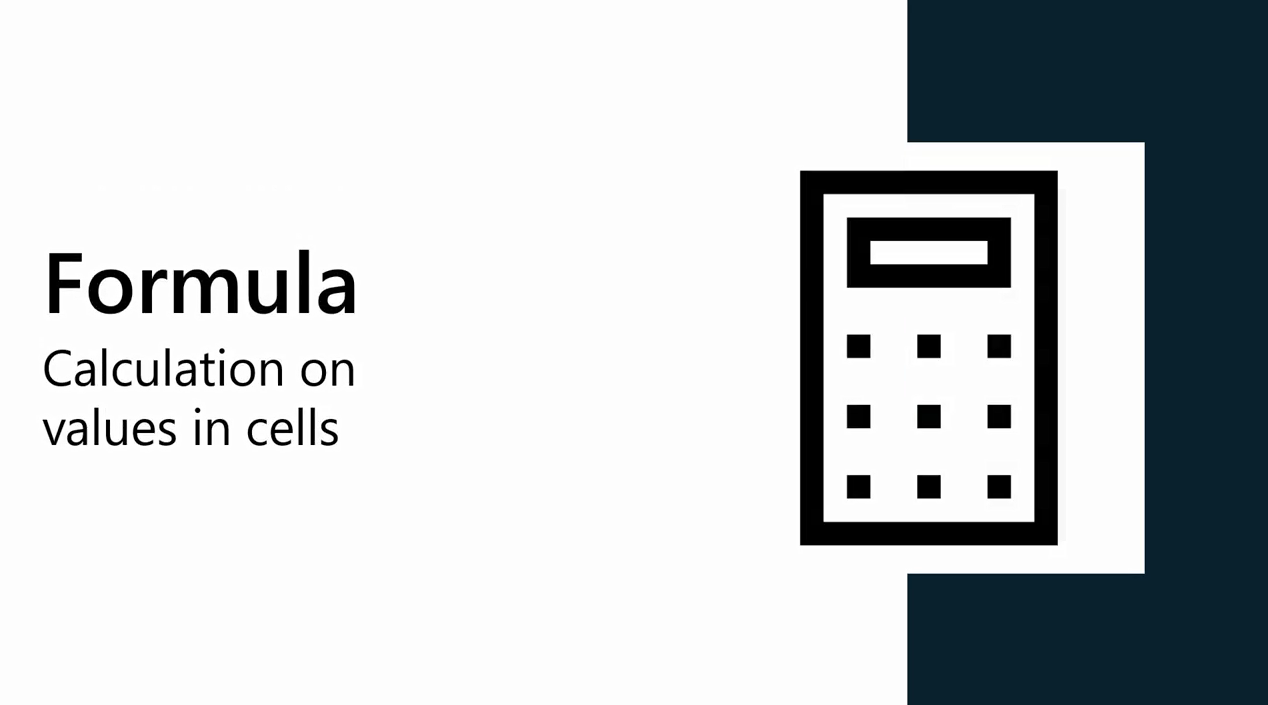 Formula
Calculation on
values in cells